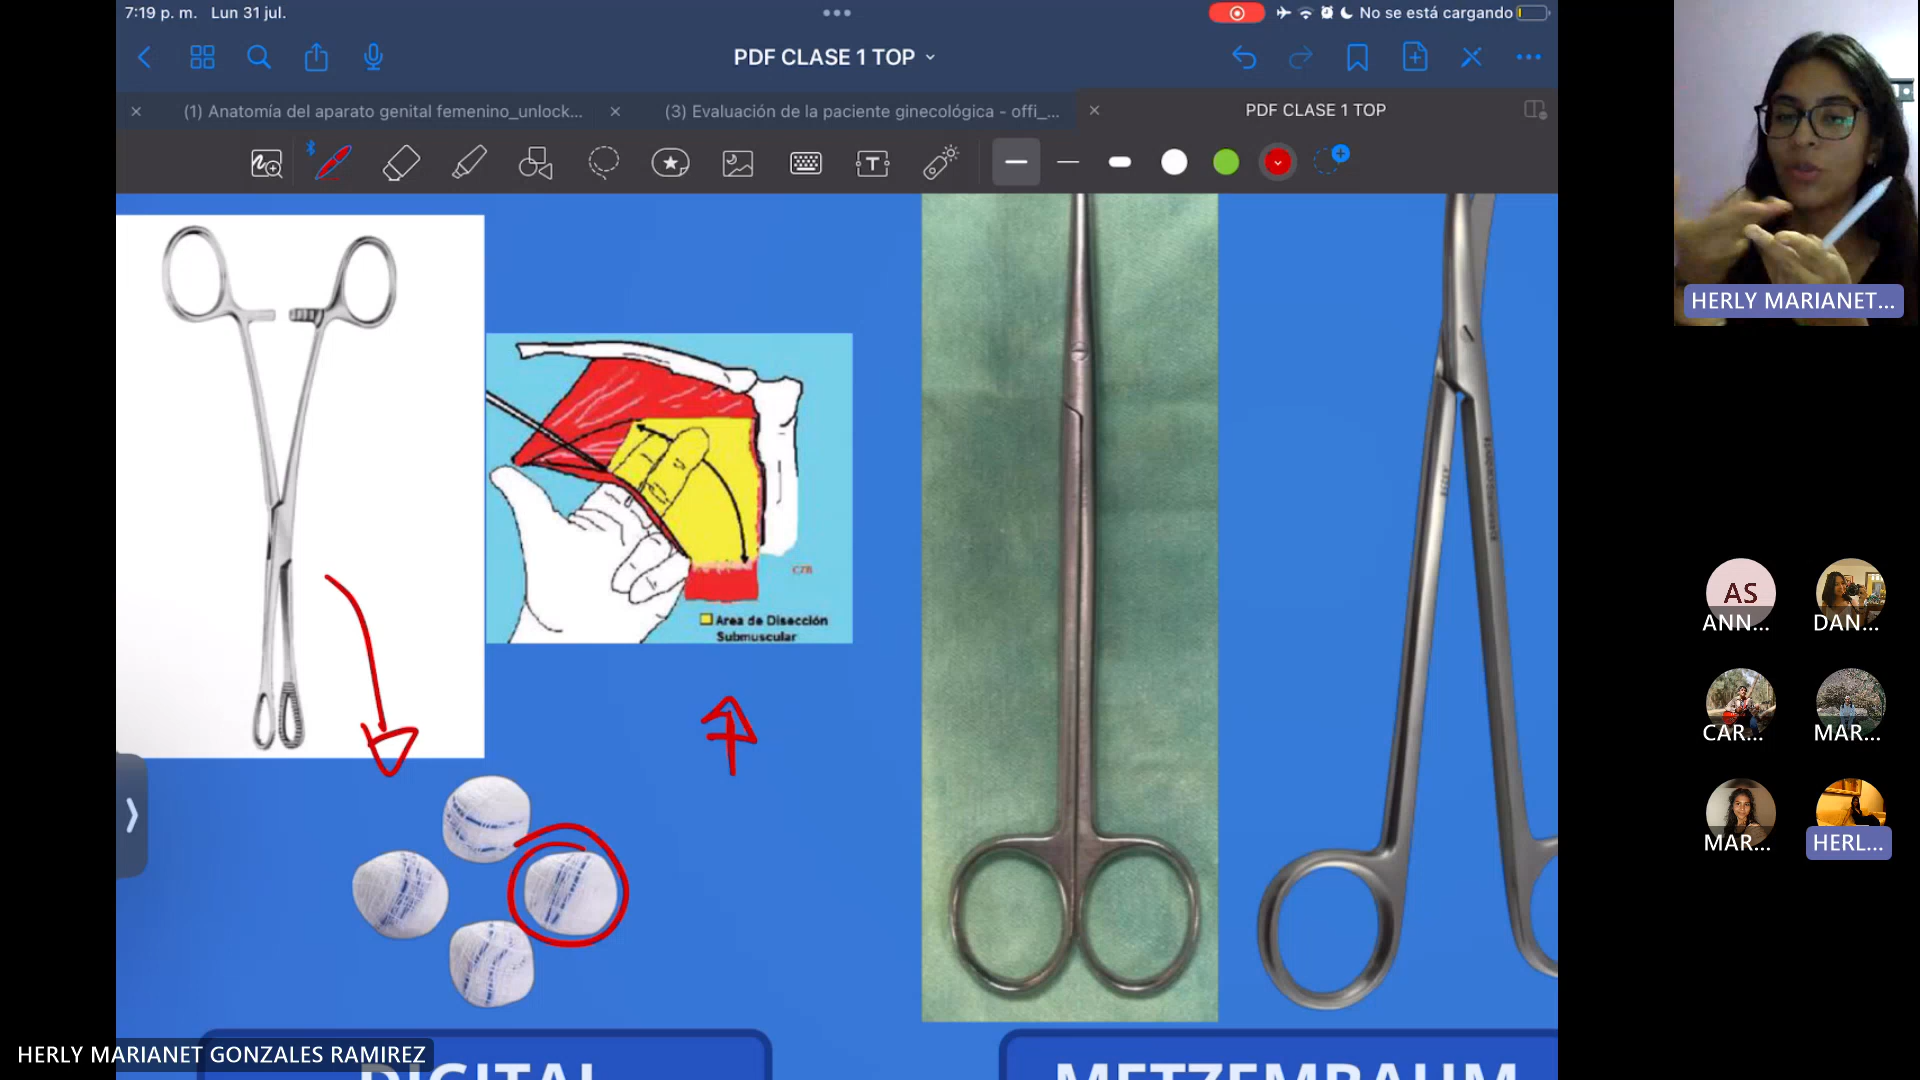 7:19 p. m. Lun 31 jul.
No se está cargando
PDF CLASE 1 TOP
(1) Anatomía del aparato genital femenino_unlock...
(3) Evaluación de la paciente ginecológica - offi_...
PDF CLASE 1 TOP
HERLY MARIANET...
Area de Disección
Submuscular
AS
ANN...
DAN...
CAR...
MAR...
MAR...
HERL...
HERLY MARIANET GONZALES RAMIREZ
DIGITAL
METZEMBAUM